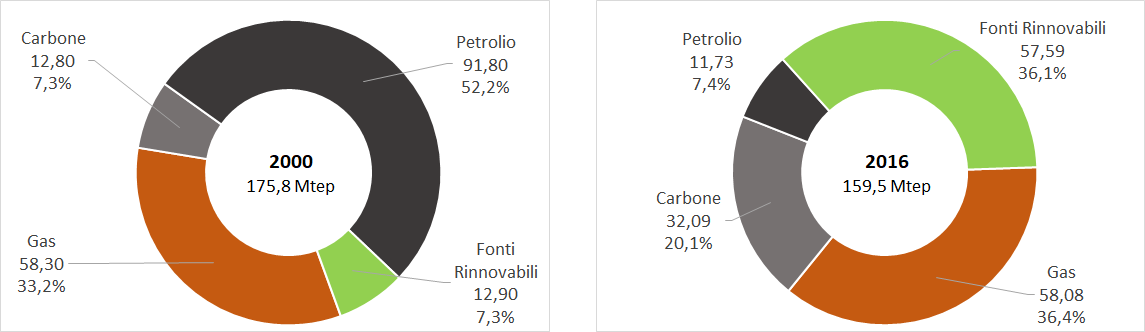 Carbone
12,80
7,3%
Petrolio
91,80
52,2%
2000
175,8 Mtep
Gas
58,30
33,2%
Fonti
Rinnovabili
12,90
7,3%
Petrolio
11,73
7,4%
Fonti Rinnovabili
57,59
36,1%
2016
159,5 Mtep
Carbone
32,09
20,1%
Gas
58,08
36,4%